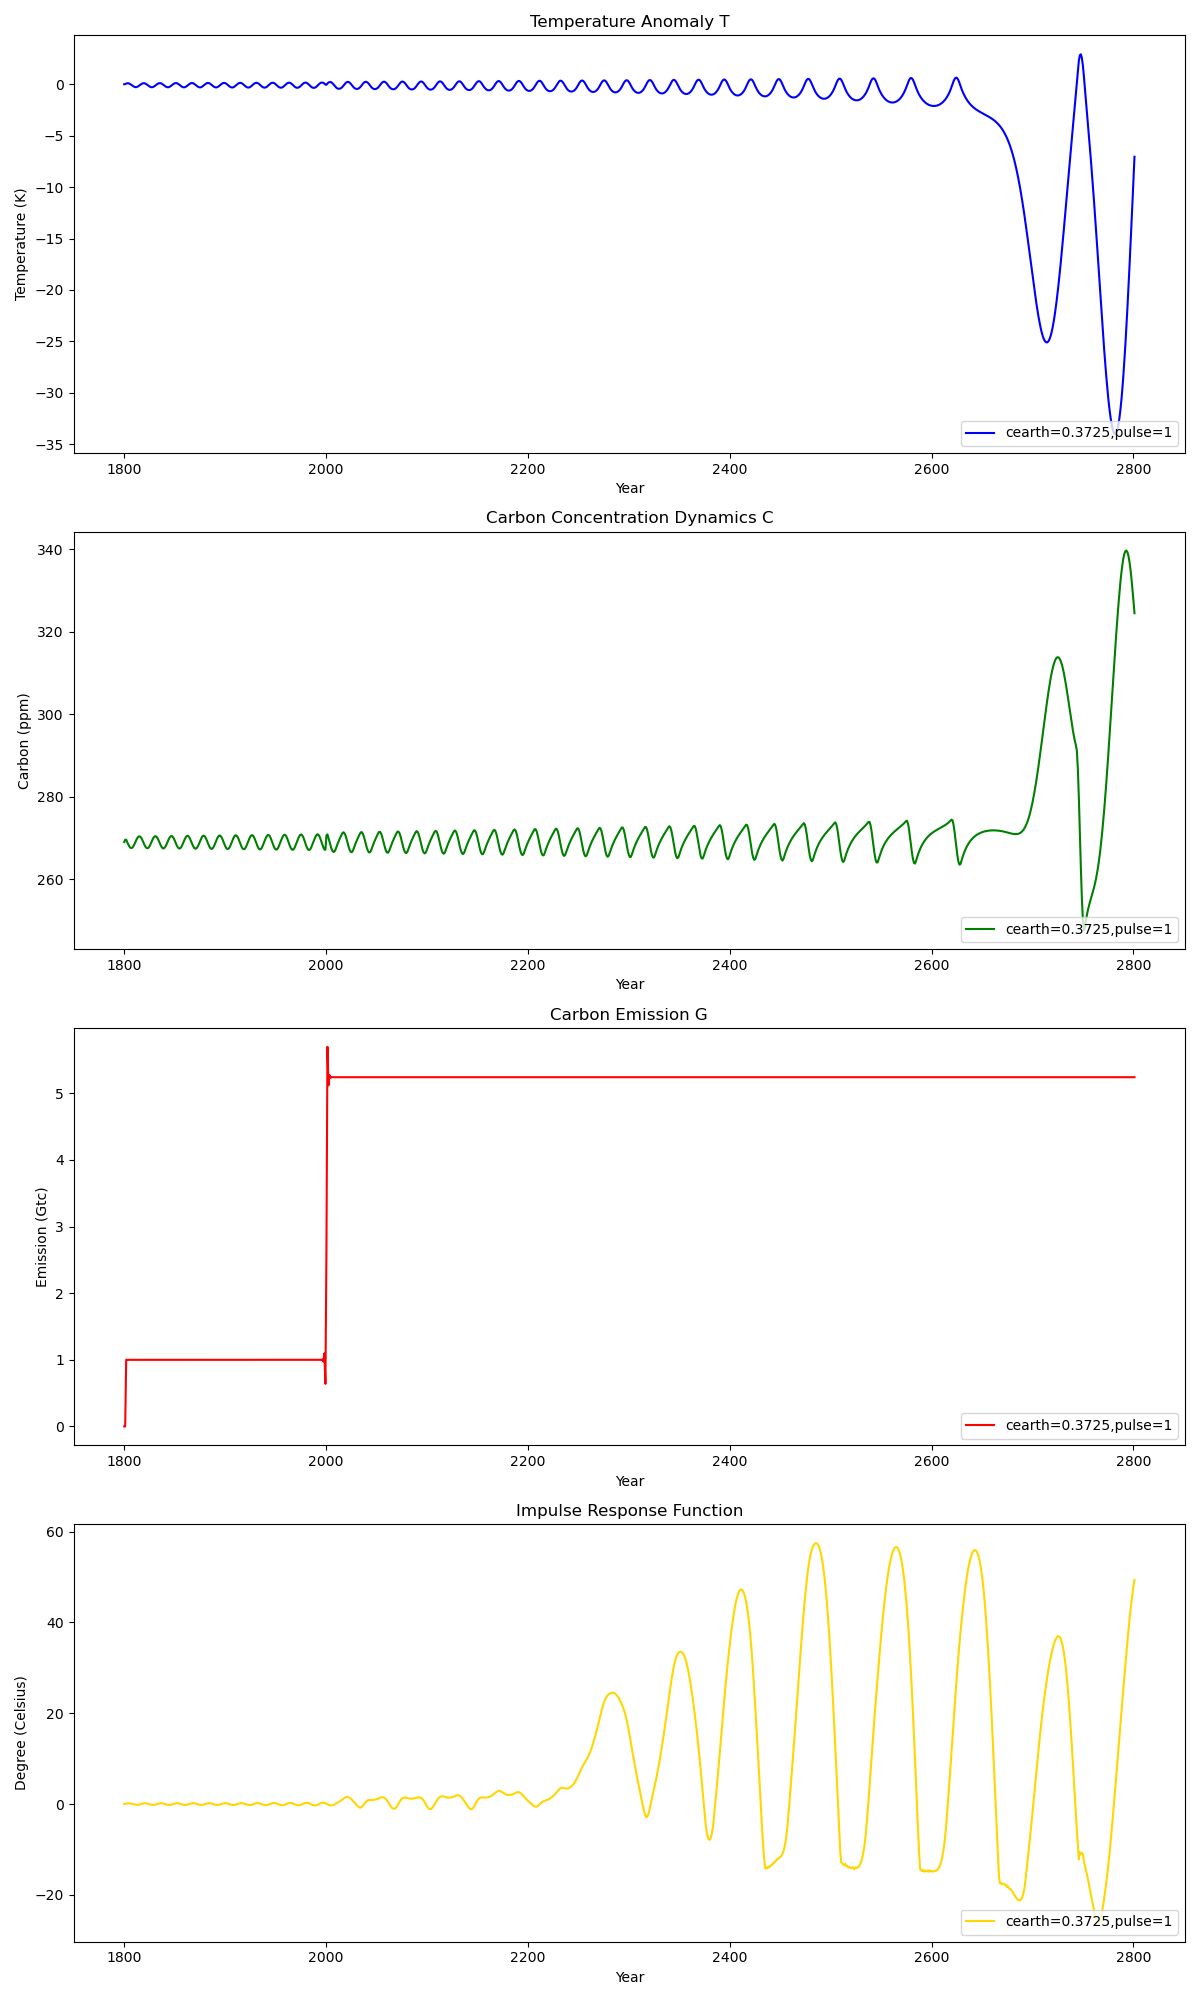 Temperature Anomaly T
Temperature (K)
0
−5
−10
−15
−20
−25
−30
−35
cearth=0.3725,pulse=1
1800 2000 2200 2400 2600 2800
Year
Carbon Concentration Dynamics C
Carbon (ppm)
340
320
300
280
260
cearth=0.3725,pulse=1
1800 2000 2200 2400 2600 2800
Year
Carbon Emission G
Emission (Gtc)
5
4
3
2
1
0
cearth=0.3725,pulse=1
1800 2000 2200 2400 2600 2800
Year
Impulse Response Function
Degree (Celsius)
60
40
20
0
−20
cearth=0.3725,pulse=1
1800 2000 2200 2400 2600 2800
Year